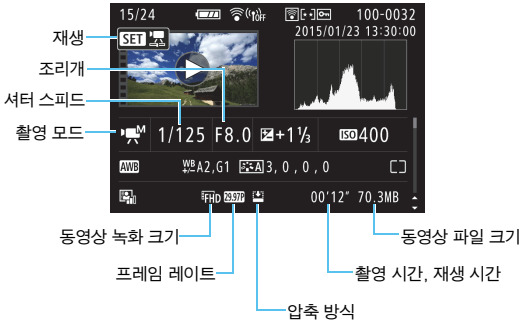 15/24 OFF 100-0032
2015/01/23 13:30:00
재생
SET
조리개
셔터 스피드
촬영 모드
M 1/125 F8.0 +1⅓ ISO400
AWB WB+/- A2,G1 A 3, 0, 0, 0
FHD 29.97P 00'12" 70.3MB
동영상 녹화 크기
동영상 파일 크기
프레임 레이트
촬영 시간, 재생 시간
압축 방식